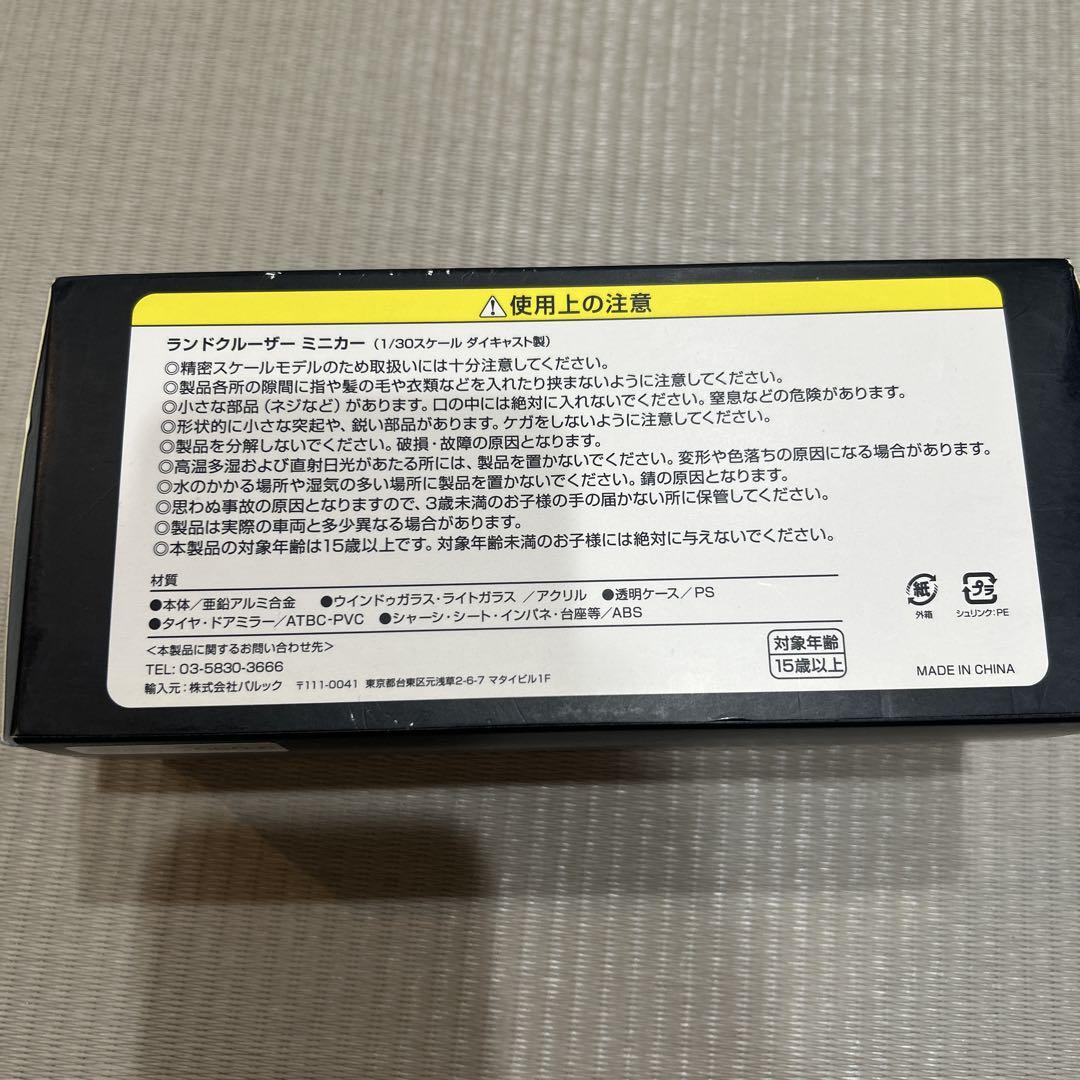 ⚠使用上の注意
ランドクルーザー ミニカー（1/30スケール ダイキャスト製）
◎精密スケールモデルのため取扱いには十分注意してください。
◎製品各所の隙間に指や髪の毛や衣類などを入れたり挟まないように注意してください。
◎小さな部品（ネジなど）があります。口の中には絶対に入れないでください。窒息などの危険があります。
◎形状的に小さな突起や、鋭い部品があります。ケガをしないように注意してください。
◎製品を分解しないでください。破損・故障の原因となります。
◎高温多湿および直射日光があたる所には、製品を置かないでください。変形や色落ちの原因になる場合があります。
◎水のかかる場所や湿気の多い場所に製品を置かないでください。錆の原因となります。
◎思わぬ事故の原因となりますので、3歳未満のお子様の手の届かない所に保管してください。
◎製品は実際の車両と多少異なる場合があります。
◎本製品の対象年齢は15歳以上です。対象年齢未満のお子様には絶対に与えないでください。
材質
●本体／亜鉛アルミ合金 ●ウインドゥガラス・ライトガラス ／アクリル ●透明ケース／PS
●タイヤ・ドアミラー／ATBC-PVC ●シャーシ・シート・インパネ・台座等／ABS
＜本製品に関するお問い合わせ先＞
TEL: 03-5830-3666
輸入元：株式会社バルック 〒111-0041 東京都台東区元浅草2-6-7 マタイビル1F
対象年齢
15歳以上
紙
外箱
プラ
シュリンク：PE
MADE IN CHINA